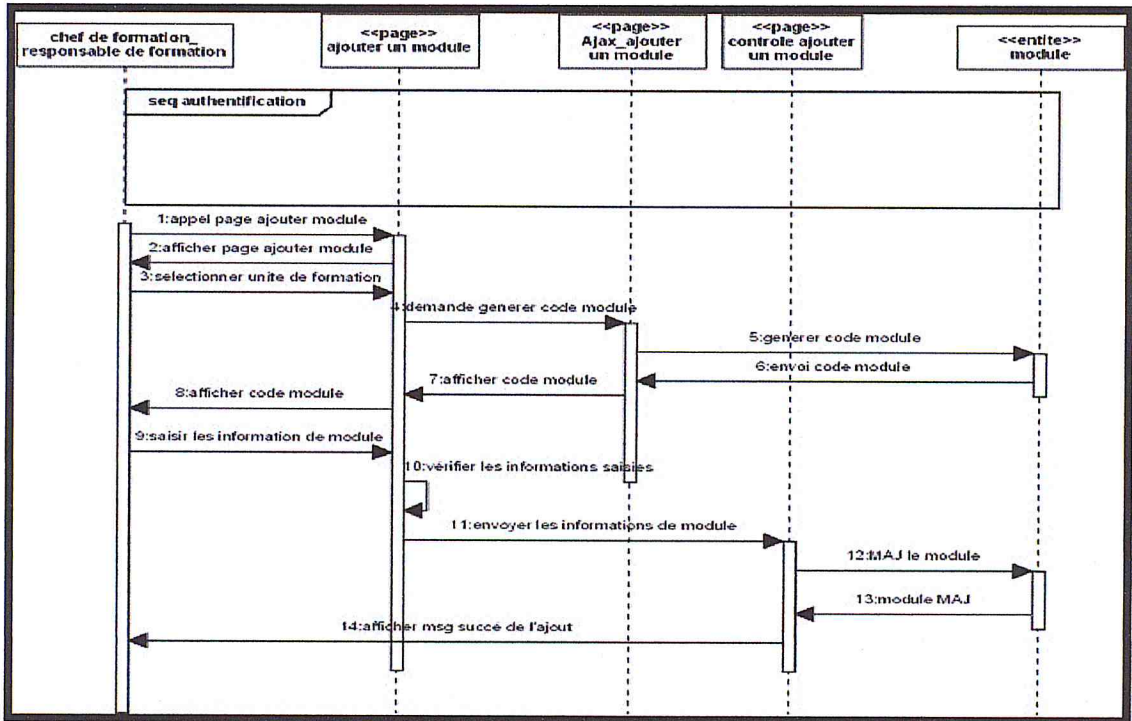 chef de formation_
responsable de formation
<<page>>
ajouter un module
<<page>>
Ajax_ajouter
un module
<<page>>
controle ajouter
un module
<<entite>>
module
seq authentification
1:appel page ajouter module
2:afficher page ajouter module
3:selectionner unite de formation
4:demande generer code module
5:generer code module
6:envoi code module
7:afficher code module
8:afficher code module
9:saisir les information de module
10:vérifier les informations saisies
11:envoyer les informations de module
12:MAJ le module
13:module MAJ
14:afficher msg succé de l'ajout